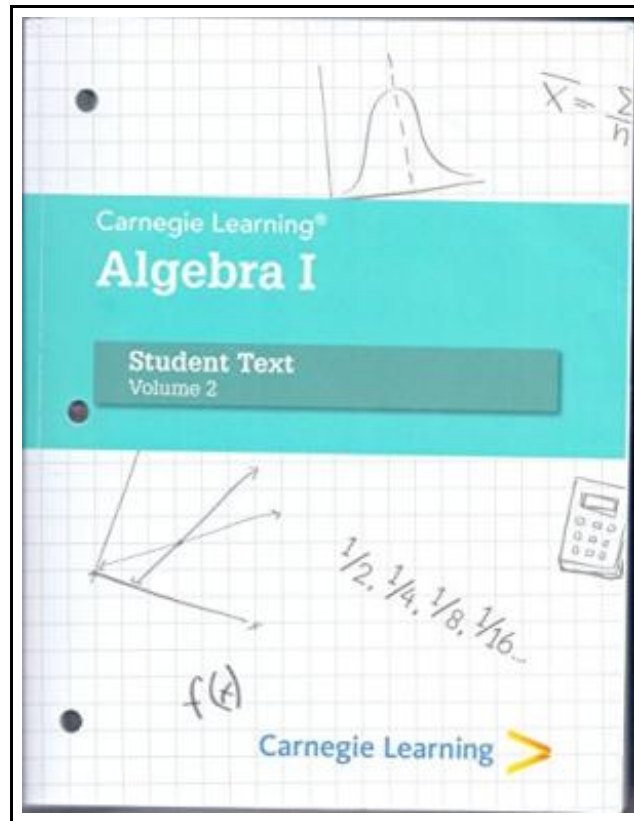 X̄ = Σ/n
Carnegie Learning®
Algebra I
Student Text
Volume 2
1/2, 1/4, 1/8, 1/16...
f(t)
Carnegie Learning